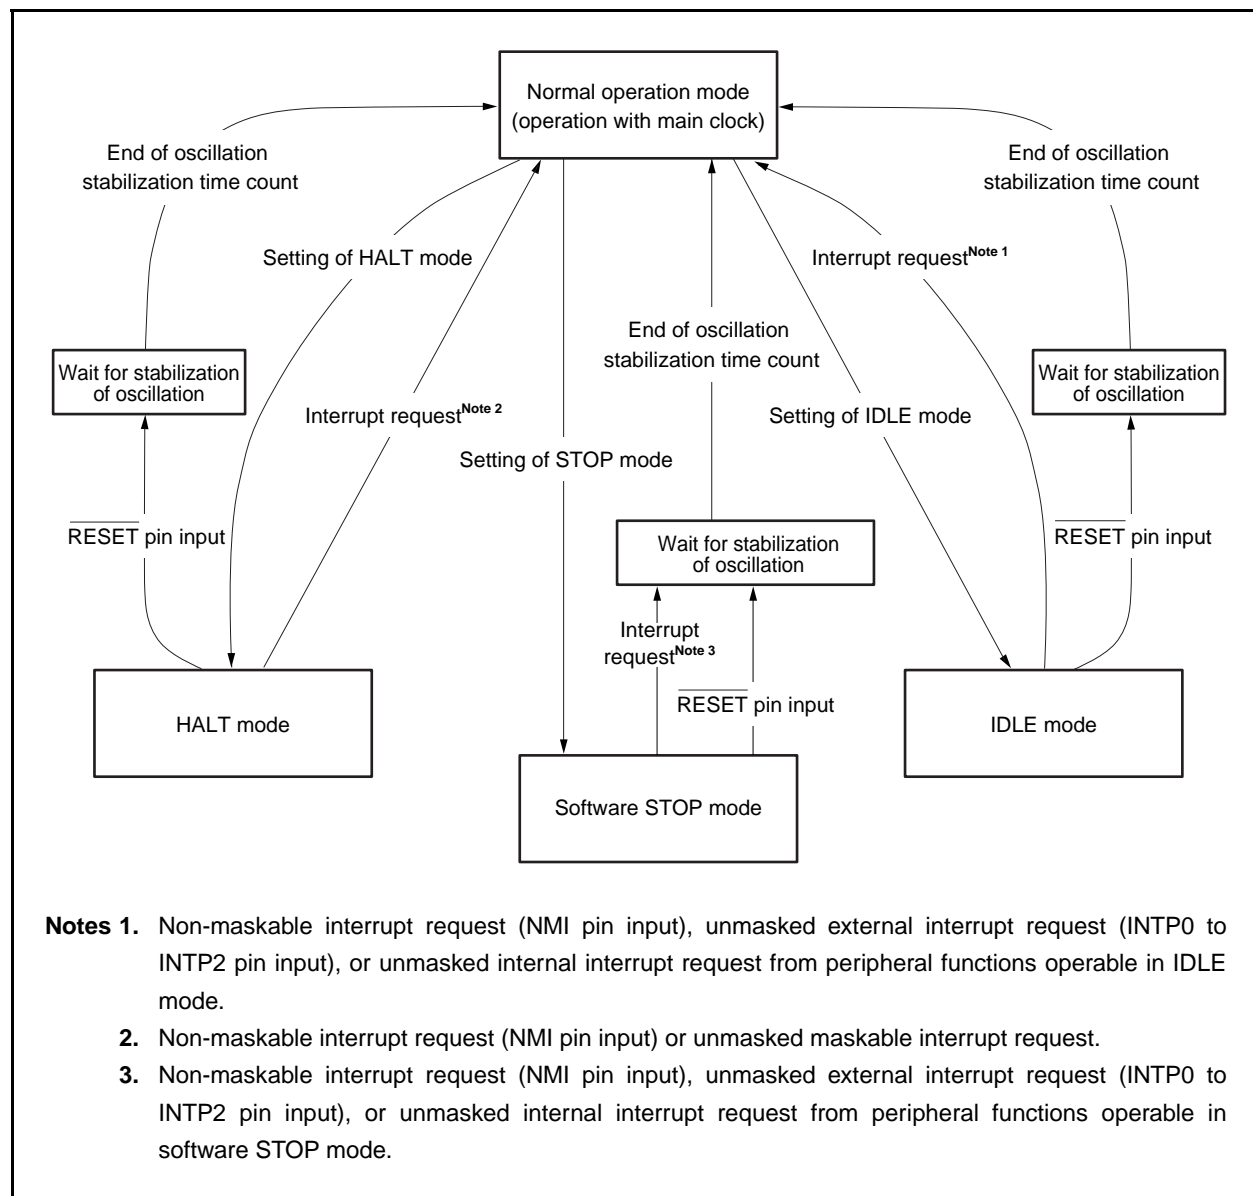 Normal operation mode
(operation with main clock)
End of oscillation
stabilization time count
End of oscillation
stabilization time count
Setting of HALT mode
Interrupt requestNote 1
End of oscillation
stabilization time count
Wait for stabilization
of oscillation
Wait for stabilization
of oscillation
Interrupt requestNote 2
Setting of IDLE mode
Setting of STOP mode
RESET pin input
Wait for stabilization
of oscillation
RESET pin input
Interrupt
requestNote 3
RESET pin input
HALT mode
IDLE mode
Software STOP mode
Notes 1. Non-maskable interrupt request (NMI pin input), unmasked external interrupt request (INTP0 to
INTP2 pin input), or unmasked internal interrupt request from peripheral functions operable in IDLE
mode.
2. Non-maskable interrupt request (NMI pin input) or unmasked maskable interrupt request.
3. Non-maskable interrupt request (NMI pin input), unmasked external interrupt request (INTP0 to
INTP2 pin input), or unmasked internal interrupt request from peripheral functions operable in
software STOP mode.